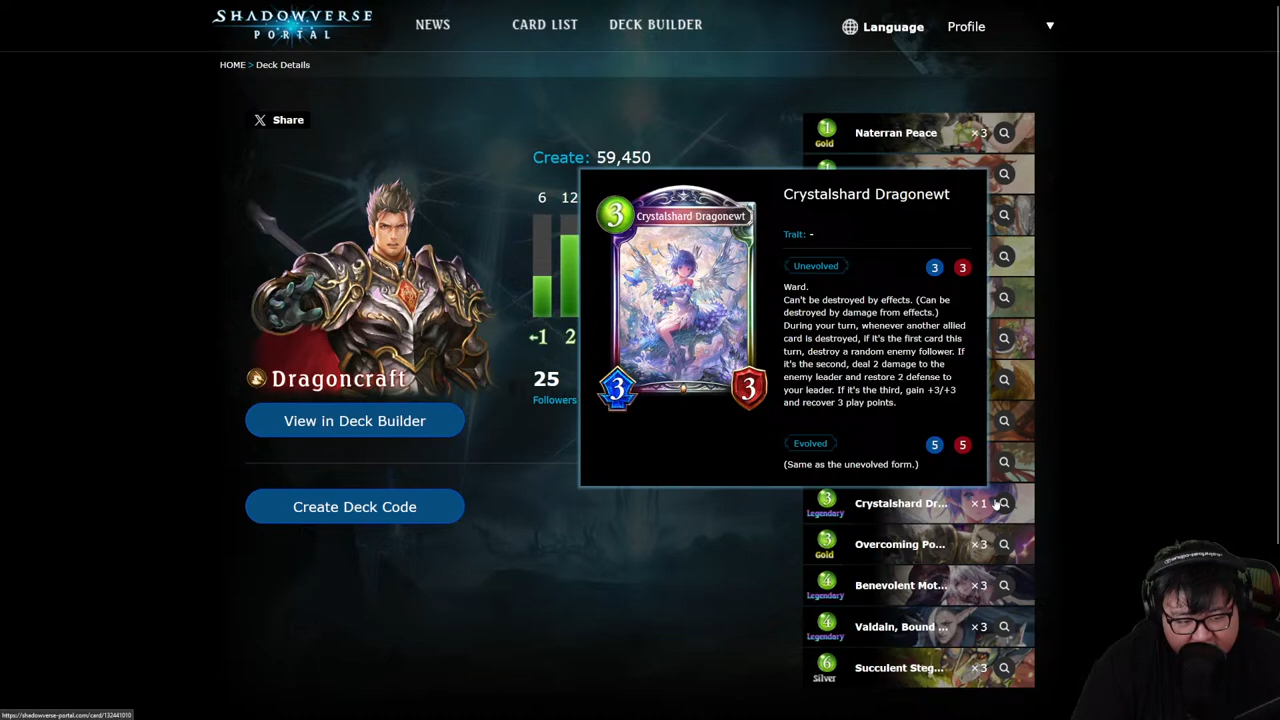 SHADOWVERSE
PORTAL
NEWS
CARD LIST
DECK BUILDER
Language
Profile
▼
HOME > Deck Details
Share
Create: 59,450
6
12
←1
2
25
Followers
Dragoncraft
View in Deck Builder
Create Deck Code
3
Crystalshard Dragonewt
3
3
Crystalshard Dragonewt
Trait: -
Unevolved
3
3
Ward.
Can't be destroyed by effects. (Can be
destroyed by damage from effects.)
During your turn, whenever another allied
card is destroyed, if it's the first card this
turn, destroy a random enemy follower. If
it's the second, deal 2 damage to the
enemy leader and restore 2 defense to
your leader. If it's the third, gain +3/+3
and recover 3 play points.
Evolved
5
5
(Same as the unevolved form.)
1
Gold
Naterran Peace
×3
1
3
Legendary
Crystalshard Dr...
×1
3
Gold
Overcoming Po...
×3
4
Legendary
Benevolent Mot...
×3
4
Legendary
Valdain, Bound ...
×3
6
Silver
Succulent Steg...
×3
https://shadowverse-portal.com/card/132441010